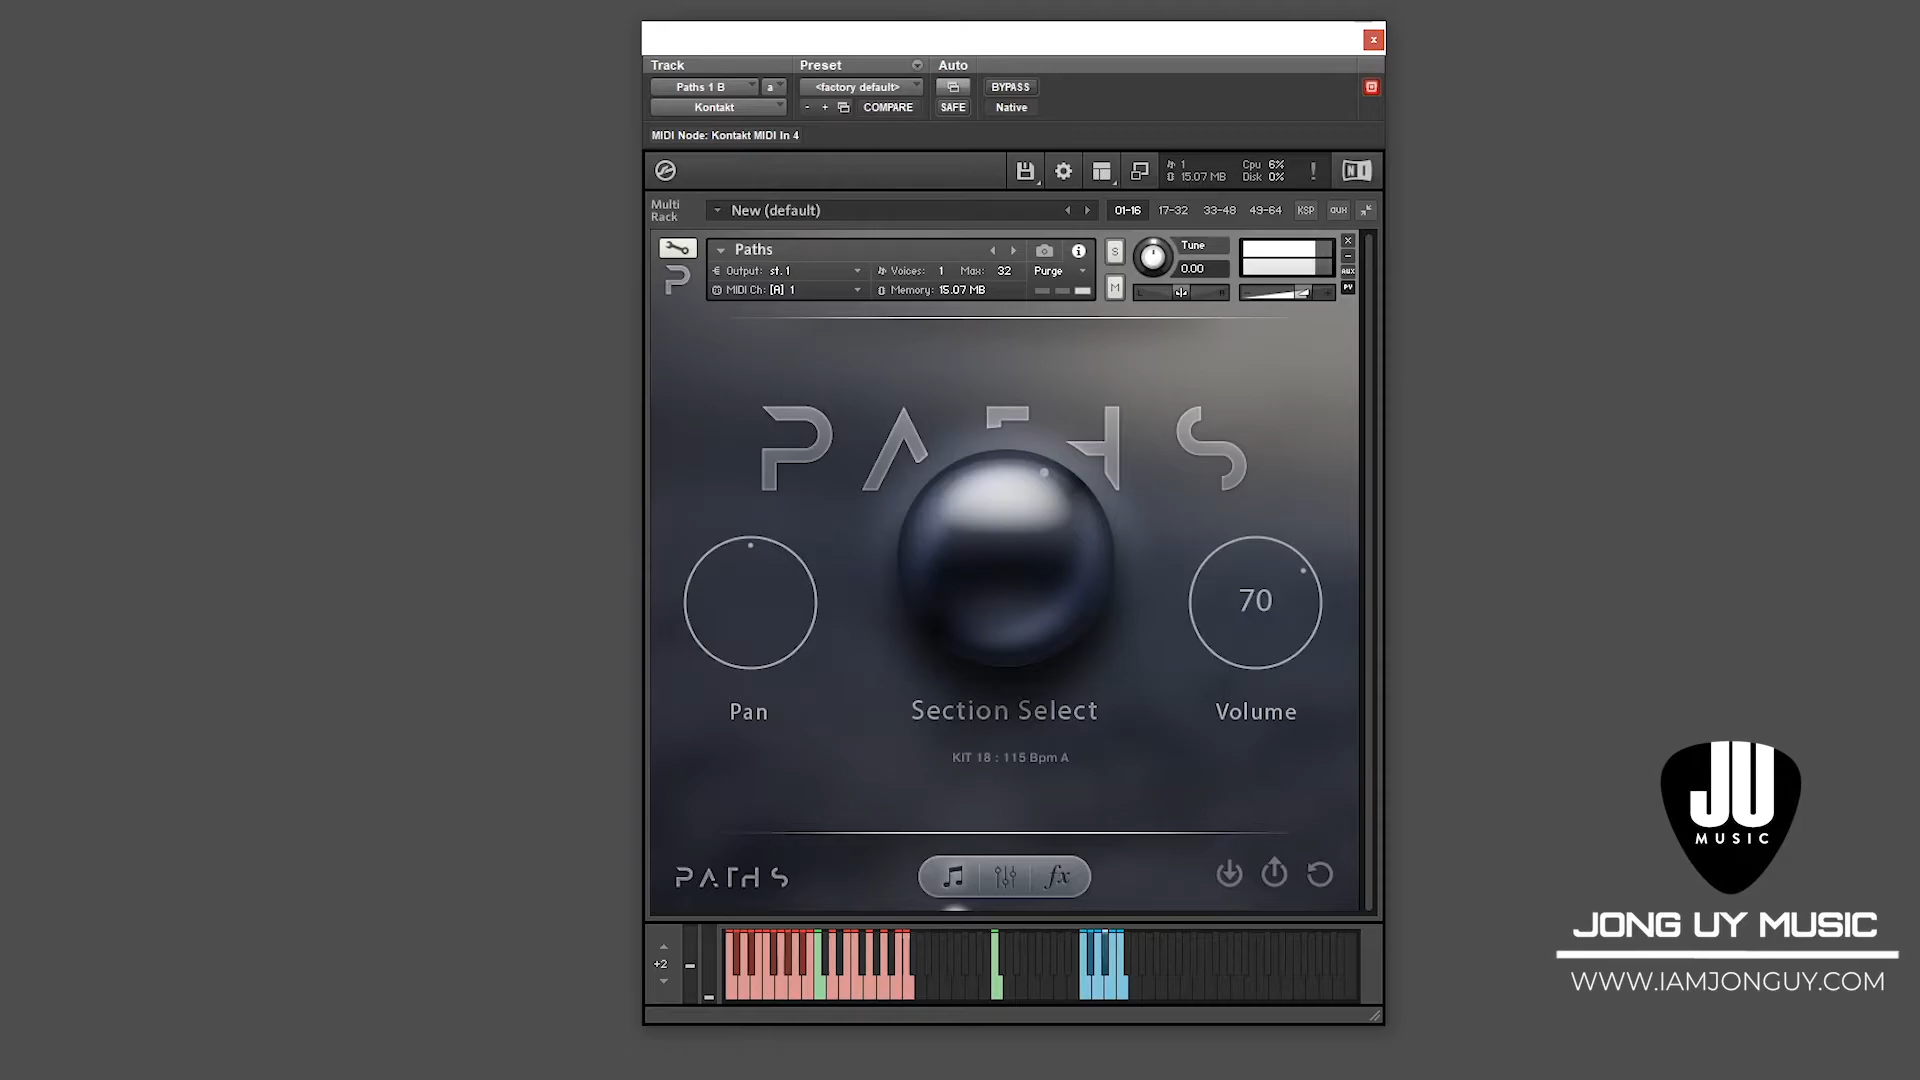 x
Track Preset Auto
Paths 1 B a <factory default> BYPASS
Kontakt - + COMPARE SAFE Native
MIDI Node: Kontakt MIDI In 4
1 Cpu 6%
15.07 MB Disk 0%
! NI
Multi
Rack
New (default) 01-16 17-32 33-48 49-64 KSP aux
Paths i S Tune x
Output: st. 1 Voices: 1 Max: 32 Purge 0.00 aux
MIDI Ch: [A] 1 Memory: 15.07 MB M L R - + PV
P
PATHS
70
Pan Section Select Volume
KIT 18 : 115 Bpm A
PATHS fx
+2
JU
MUSIC
JONG UY MUSIC
WWW.IAMJONGUY.COM